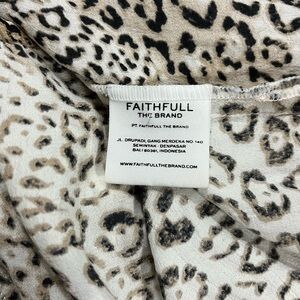 FAITHFULL
THE BRAND
PT. FAITHFULL THE BRAND
JL. DRUPADI, GANG MERDEKA NO. 140
SEMINYAK - DENPASAR
BALI 80361, INDONESIA
WWW.FAITHFULLTHEBRAND.COM